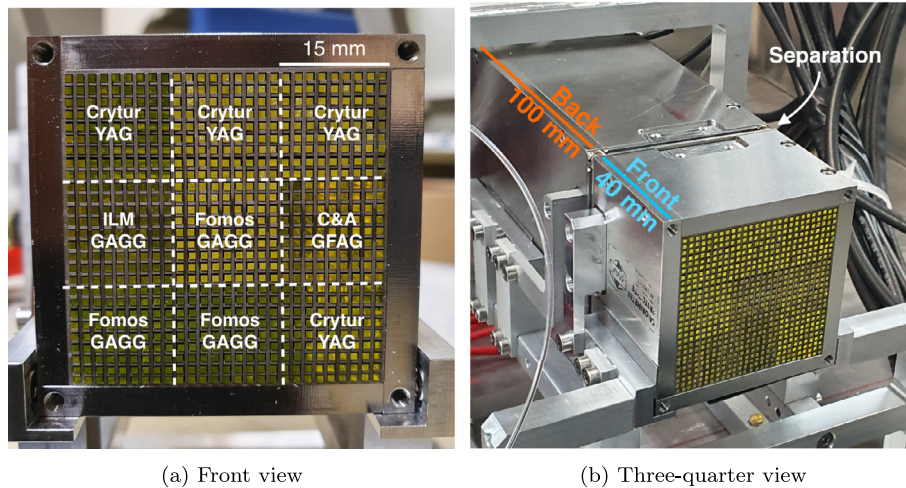 15 mm
Crytur
YAG
Crytur
YAG
Crytur
YAG
ILM
GAGG
Fomos
GAGG
C&A
GFAG
Fomos
GAGG
Fomos
GAGG
Crytur
YAG
Separation
Back
100 mm
Front
40 mm
(a) Front view
(b) Three-quarter view